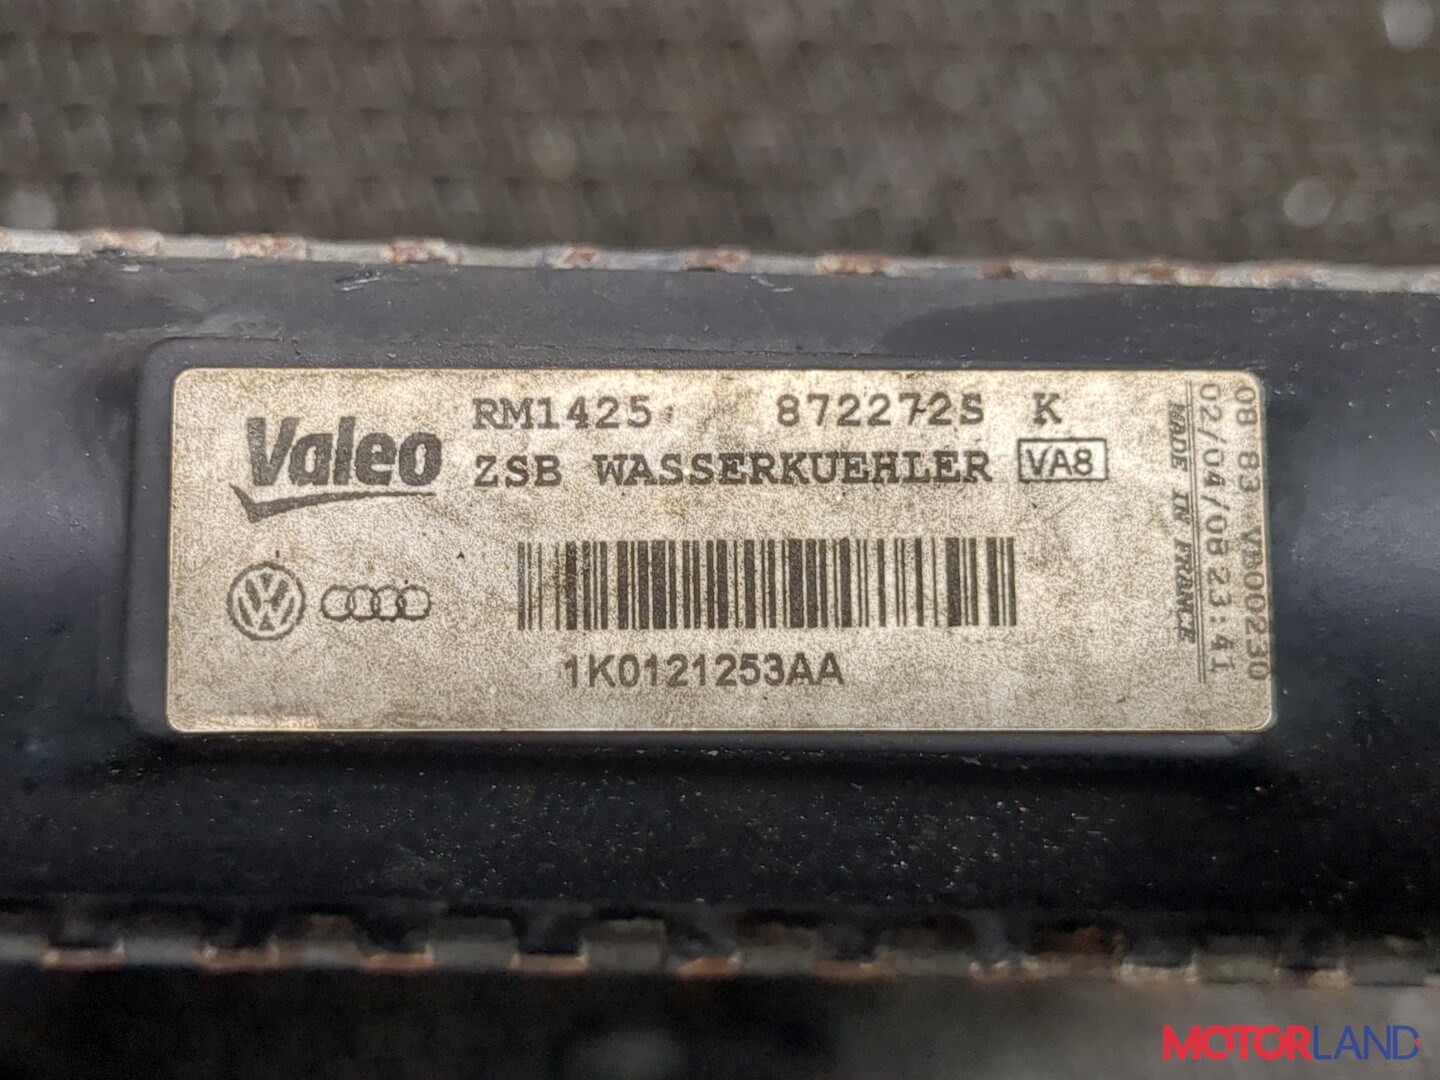 Valeo
RM1425 872272S K
ZSB WASSERKUEHLER VA8
1K0121253AA
MADE IN FRANCE
02/04/08 23:41
08 83 VB00230
MOTORLAND